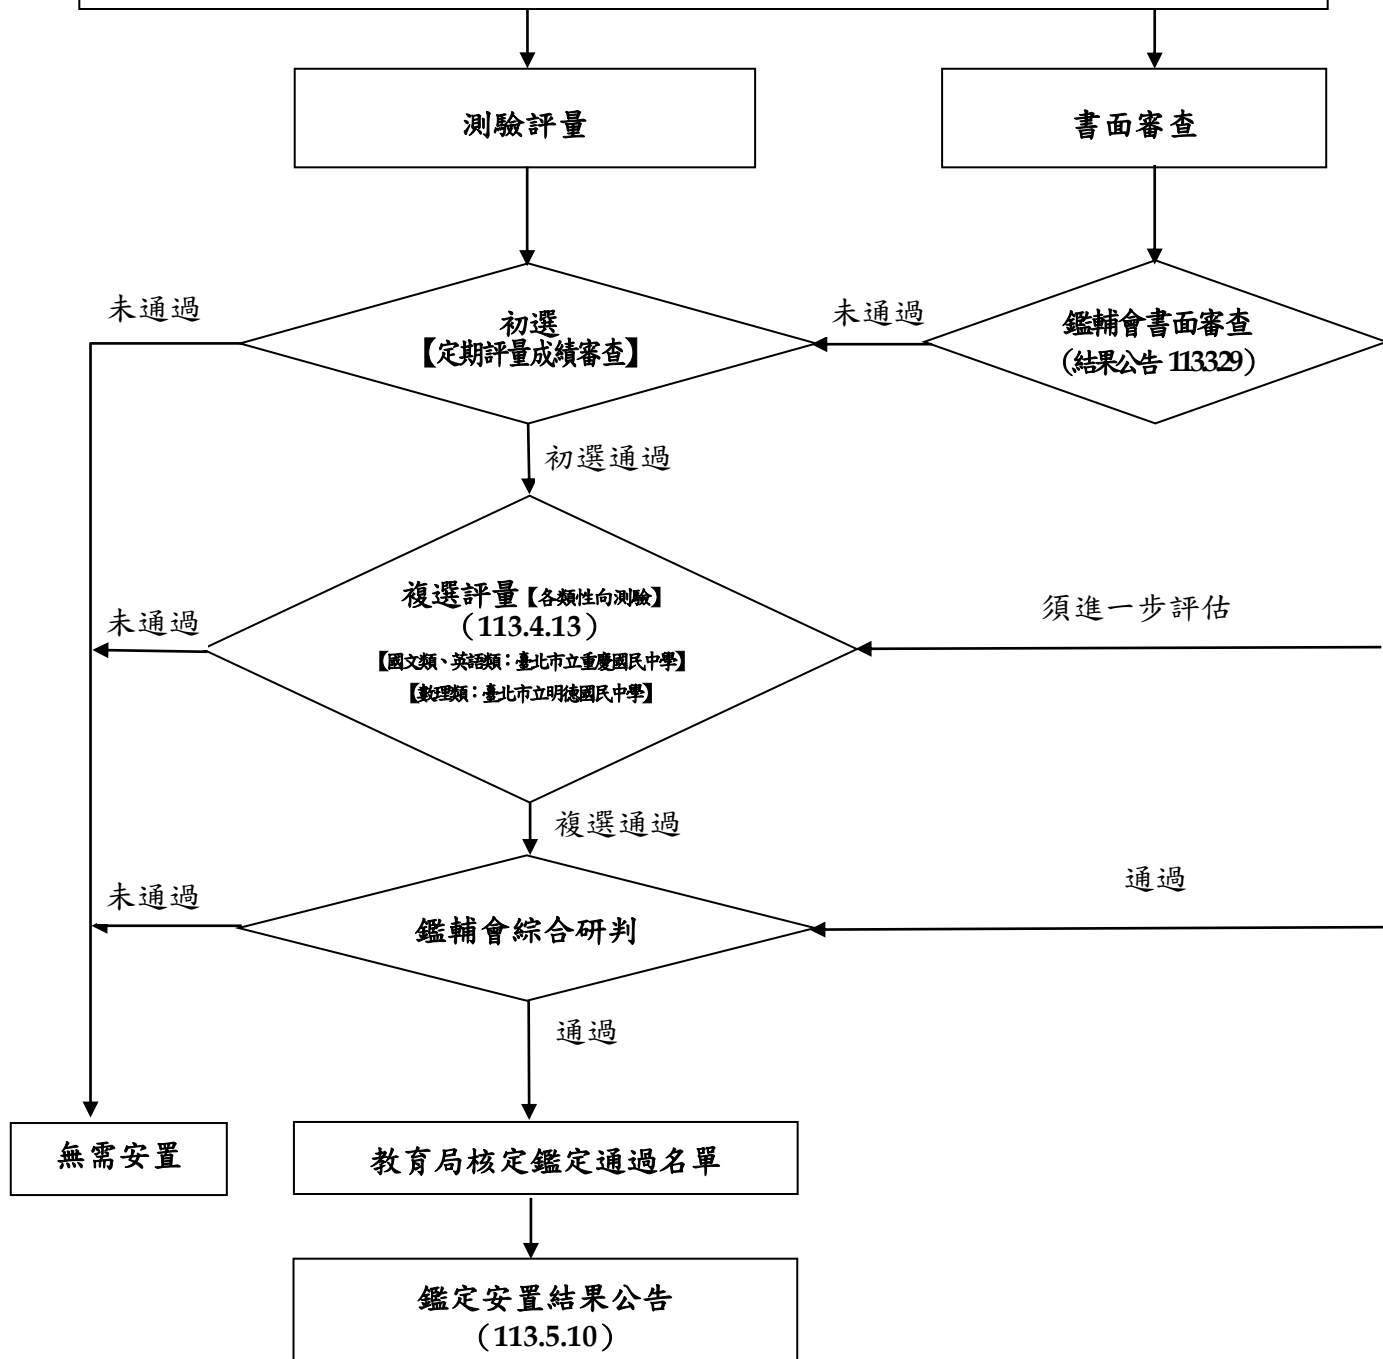 測驗評量
書面審查
未通過
初選
【定期評量成績審查】
未通過
鑑輔會書面審查
(結果公告 113.3.29)
初選通過
複選評量【各類性向測驗】
（113.4.13）
【國文類、英語類：臺北市立重慶國民中學】
【數理類：臺北市立明德國民中學】
未通過
須進一步評估
複選通過
未通過
鑑輔會綜合研判
通過
通過
無需安置
教育局核定鑑定通過名單
鑑定安置結果公告
（113.5.10）